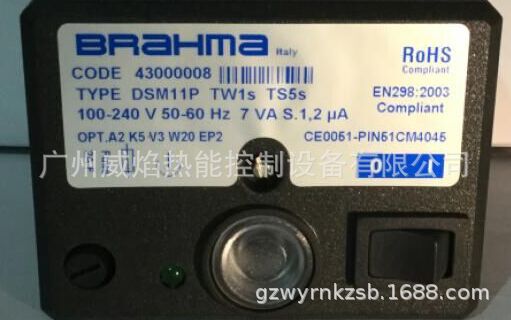 BRAHMA Italy
RoHS
Compliant
CODE 43000008
TYPE DSM11P TW1s TS5s
EN298:2003
Compliant
100-240 V 50-60 Hz 7 VA S.1,2 µA
OPT.A2 K5 V3 W20 EP2
CE0051-PIN51CM4045
广州威焰热能控制设备有限公司
gzwyrnkzsb.1688.com